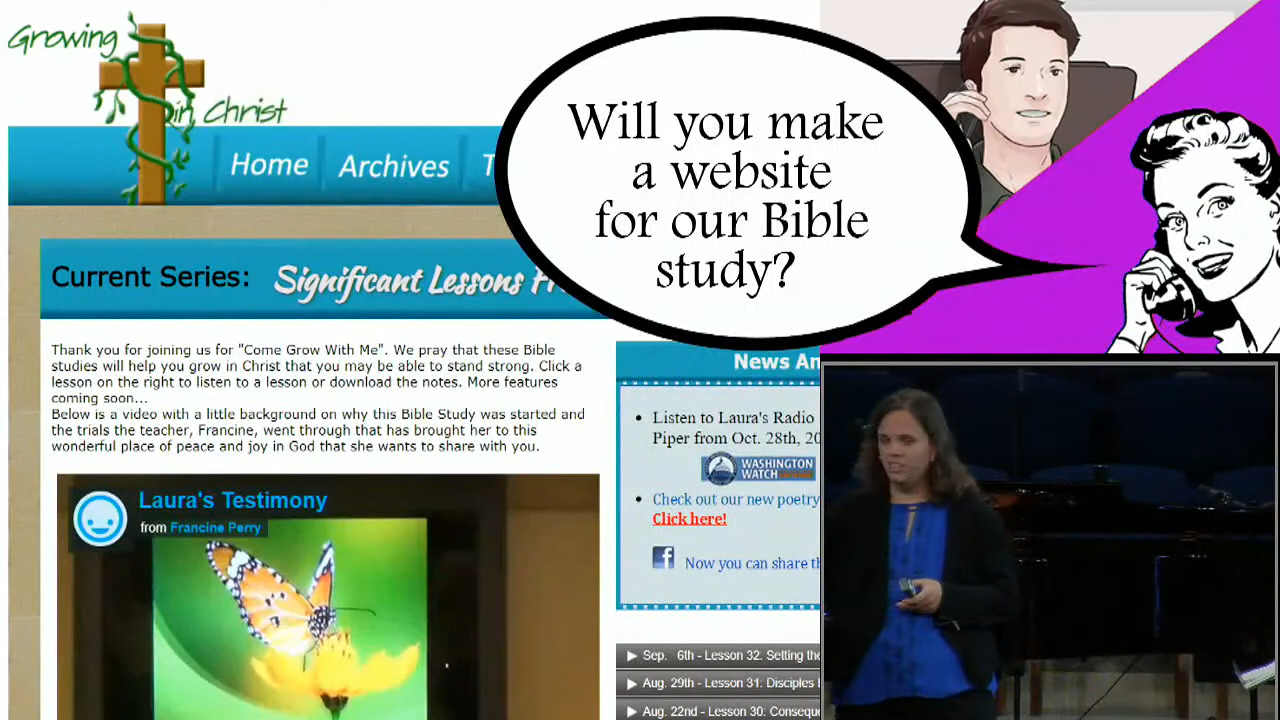 Growing
in Christ
Home
Archives
Current Series:
Significant Lessons
Will you make
a website
for our Bible
study?
Thank you for joining us for "Come Grow With Me". We pray that these Bible
studies will help you grow in Christ that you may be able to stand strong. Click a
lesson on the right to listen to a lesson or download the notes. More features
coming soon...
Below is a video with a little background on why this Bible Study was started and
the trials the teacher, Francine, went through that has brought her to this
wonderful place of peace and joy in God that she wants to share with you.
Laura's Testimony
from Francine Perry
News
Listen to Laura's Radio
Piper from Oct. 28th,
WASHINGTON
WATCH
Check out our new poetry
Click here!
f
Now you can share
Sep. 6th - Lesson 32: Setting the
Aug. 29th - Lesson 31: Disciples
Aug. 22nd - Lesson 30: